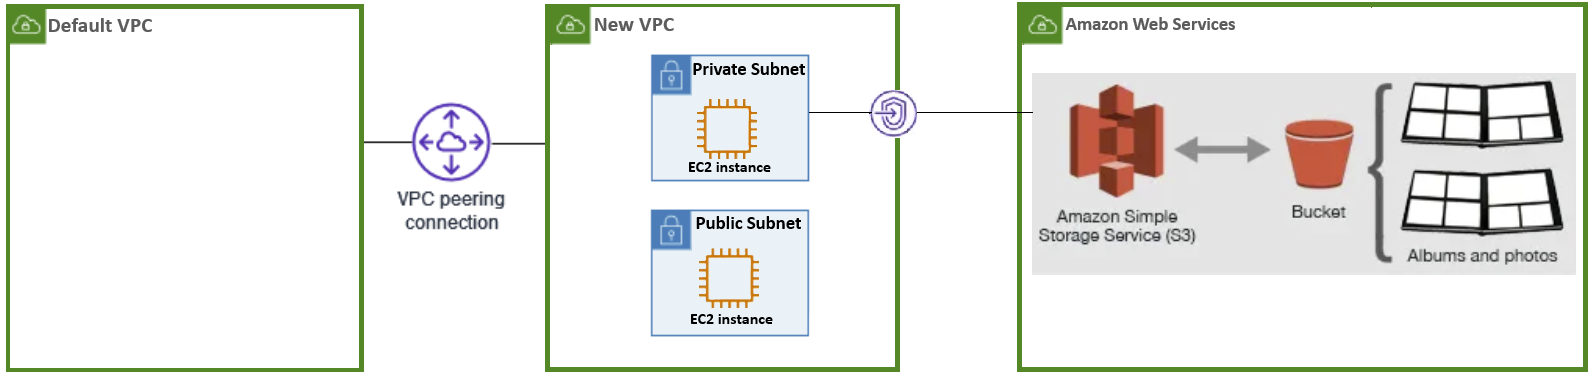 Default VPC
VPC peering
connection
New VPC
Private Subnet
EC2 instance
Public Subnet
EC2 instance
Amazon Web Services
Amazon Simple
Storage Service (S3)
Bucket
Albums and photos